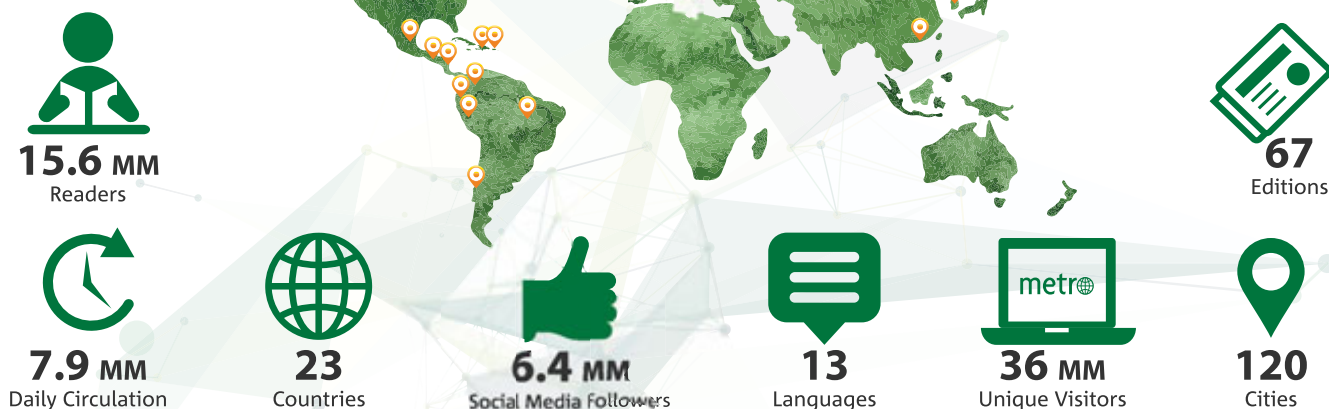 15.6 MM
Readers
67
Editions
7.9 MM
Daily Circulation
23
Countries
6.4 MM
Social Media Followers
13
Languages
metro
36 MM
Unique Visitors
120
Cities